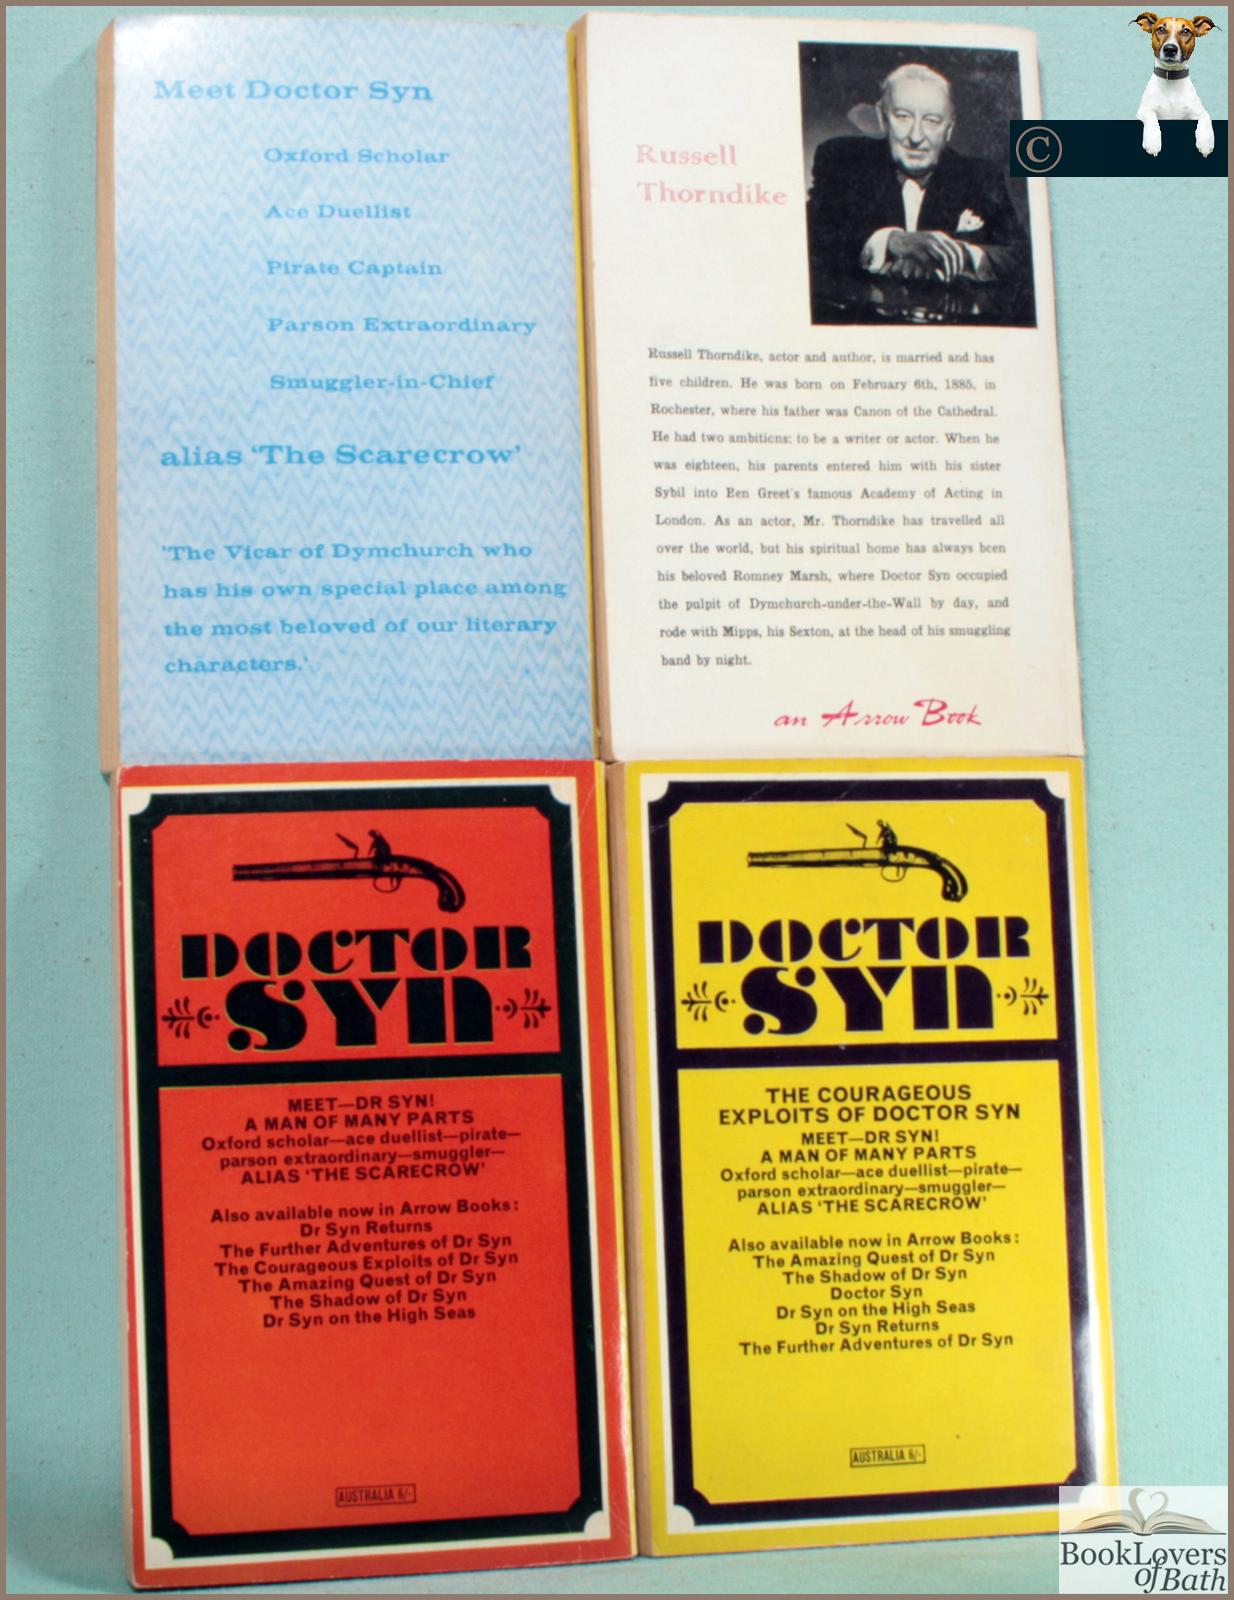 Meet Doctor Syn
Oxford Scholar
Ace Duellist
Pirate Captain
Parson Extraordinary
Smuggler-in-Chief
alias 'The Scarecrow'
'The Vicar of Dymchurch who
has his own special place among
the most beloved of our literary
characters.'
Russell
Thorndike
Russell Thorndike, actor and author, is married and has
five children. He was born on February 6th, 1885, in
Rochester, where his father was Canon of the Cathedral.
He had two ambitions: to be a writer or actor. When he
was eighteen, his parents entered him with his sister
Sybil into Ben Greet's famous Academy of Acting in
London. As an actor, Mr. Thorndike has travelled all
over the world, but his spiritual home has always been
his beloved Romney Marsh, where Doctor Syn occupied
the pulpit of Dymchurch-under-the-Wall by day, and
rode with Mipps, his Sexton, at the head of his smuggling
band by night.
an Arrow Book
©
DOCTOR
SYN
MEET—DR SYN!
A MAN OF MANY PARTS
Oxford scholar—ace duellist—pirate—
parson extraordinary—smuggler—
ALIAS 'THE SCARECROW'
Also available now in Arrow Books:
Dr Syn Returns
The Further Adventures of Dr Syn
The Courageous Exploits of Dr Syn
The Amazing Quest of Dr Syn
The Shadow of Dr Syn
Dr Syn on the High Seas
AUSTRALIA 6/-
DOCTOR
SYN
THE COURAGEOUS
EXPLOITS OF DOCTOR SYN
MEET—DR SYN!
A MAN OF MANY PARTS
Oxford scholar—ace duellist—pirate—
parson extraordinary—smuggler—
ALIAS 'THE SCARECROW'
Also available now in Arrow Books:
The Amazing Quest of Dr Syn
The Shadow of Dr Syn
Doctor Syn
Dr Syn on the High Seas
Dr Syn Returns
The Further Adventures of Dr Syn
AUSTRALIA 6/-
BookLovers
of Bath